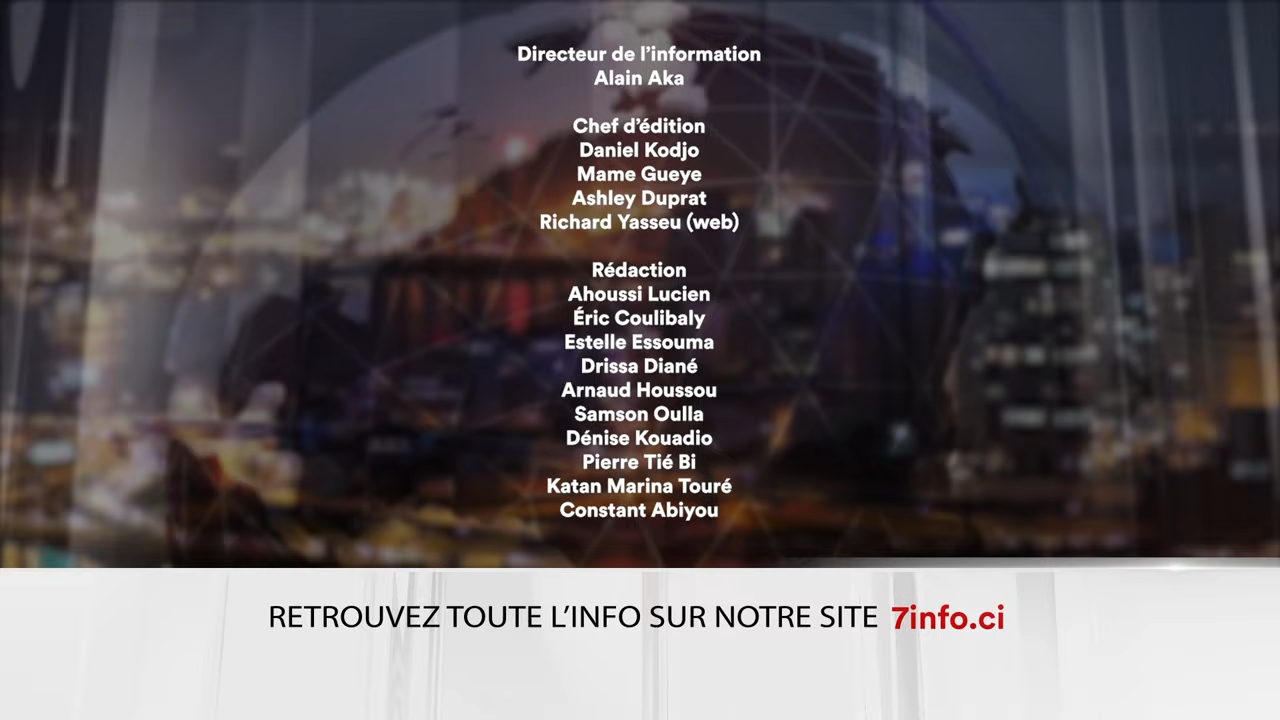 Directeur de l’information
Alain Aka
Chef d’édition
Daniel Kodjo
Mame Gueye
Ashley Duprat
Richard Yasseu (web)
Rédaction
Ahoussi Lucien
Éric Coulibaly
Estelle Essouma
Drissa Diané
Arnaud Houssou
Samson Oulla
Dénise Kouadio
Pierre Tié Bi
Katan Marina Touré
Constant Abiyou
RETROUVEZ TOUTE L’INFO SUR NOTRE SITE 7info.ci